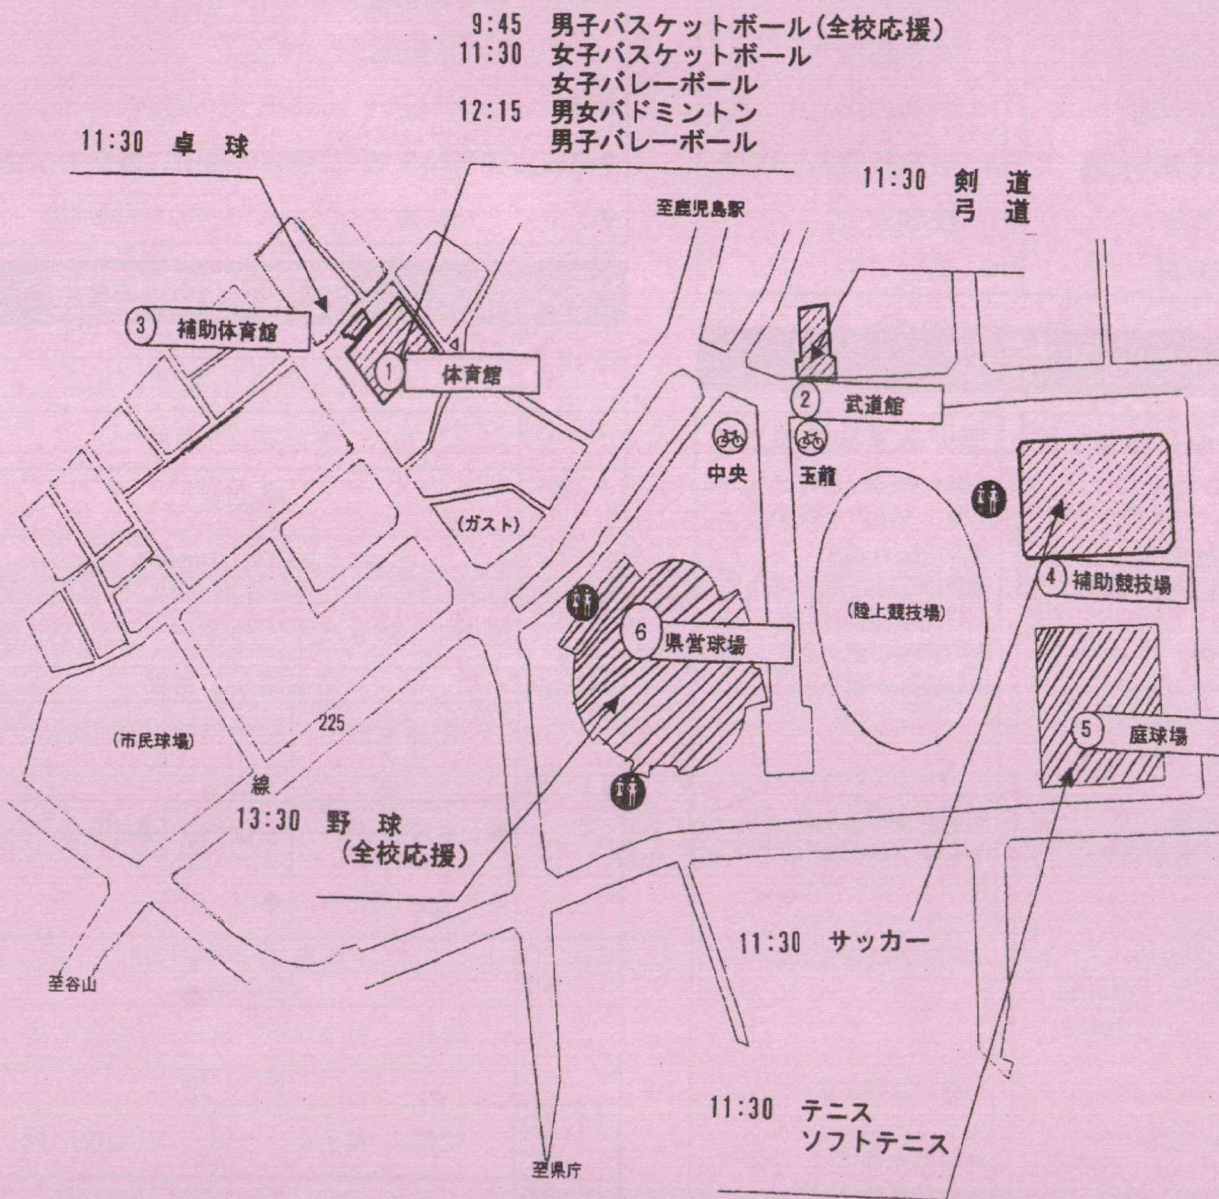 9:45 男子バスケットボール(全校応援)
11:30 女子バスケットボール
女子バレーボール
12:15 男女バドミントン
男子バレーボール
11:30 卓 球
11:30 剣 道
弓 道
至鹿児島駅
3 補助体育館
1 体育館
2 武道館
中央
玉龍
(ガスト)
4 補助競技場
(陸上競技場)
6 県営球場
5 庭球場
(市民球場)
225
線
13:30 野 球
(全校応援)
11:30 サッカー
至谷山
11:30 テニス
ソフトテニス
至県庁